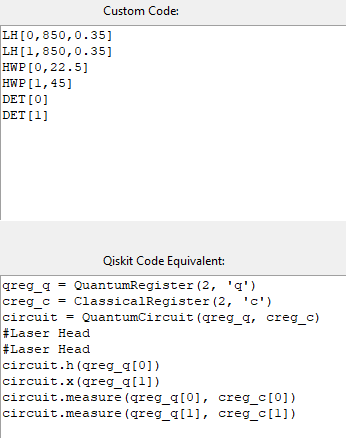 Custom Code:
LH[0,850,0.35]
LH[1,850,0.35]
HWP[0,22.5]
HWP[1,45]
DET[0]
DET[1]
Qiskit Code Equivalent:
qreg_q = QuantumRegister(2, 'q')
creg_c = ClassicalRegister(2, 'c')
circuit = QuantumCircuit(qreg_q, creg_c)
#Laser Head
#Laser Head
circuit.h(qreg_q[0])
circuit.x(qreg_q[1])
circuit.measure(qreg_q[0], creg_c[0])
circuit.measure(qreg_q[1], creg_c[1])